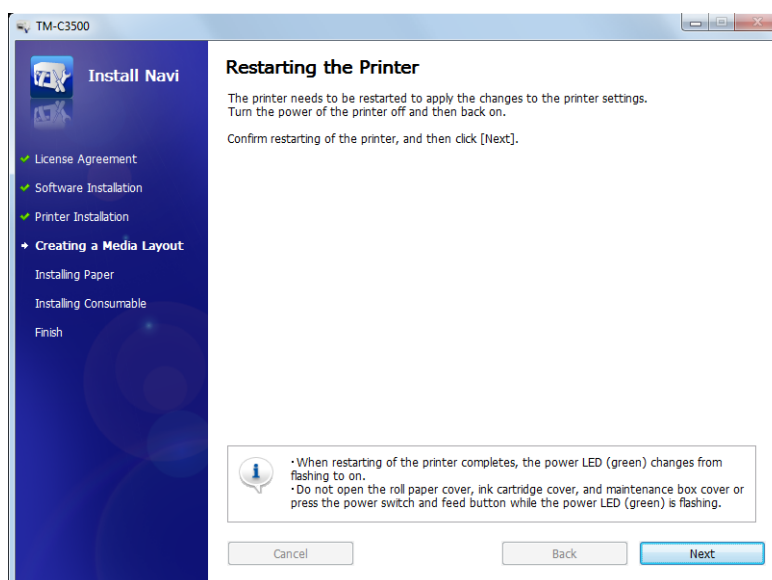 TM-C3500
Install Navi
License Agreement
Software Installation
Printer Installation
Creating a Media Layout
Installing Paper
Installing Consumable
Finish
Restarting the Printer
The printer needs to be restarted to apply the changes to the printer settings.
Turn the power of the printer off and then back on.
Confirm restarting of the printer, and then click [Next].
・When restarting of the printer completes, the power LED (green) changes from
flashing to on.
・Do not open the roll paper cover, ink cartridge cover, and maintenance box cover or
press the power switch and feed button while the power LED (green) is flashing.
Cancel
Back
Next